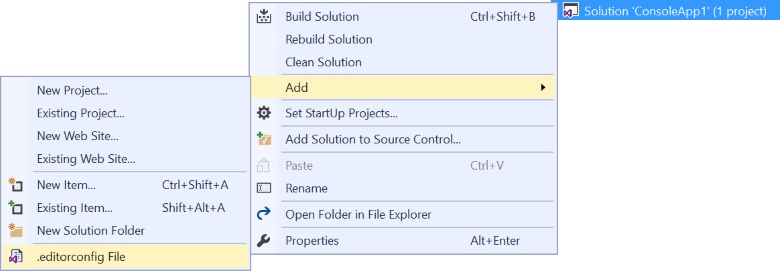 Solution 'ConsoleApp1' (1 project)
Build Solution Ctrl+Shift+B
Rebuild Solution
Clean Solution
Add
Set StartUp Projects...
Add Solution to Source Control...
Paste Ctrl+V
Rename
Open Folder in File Explorer
Properties Alt+Enter
New Project...
Existing Project...
New Web Site...
Existing Web Site...
New Item... Ctrl+Shift+A
Existing Item... Shift+Alt+A
New Solution Folder
.editorconfig File